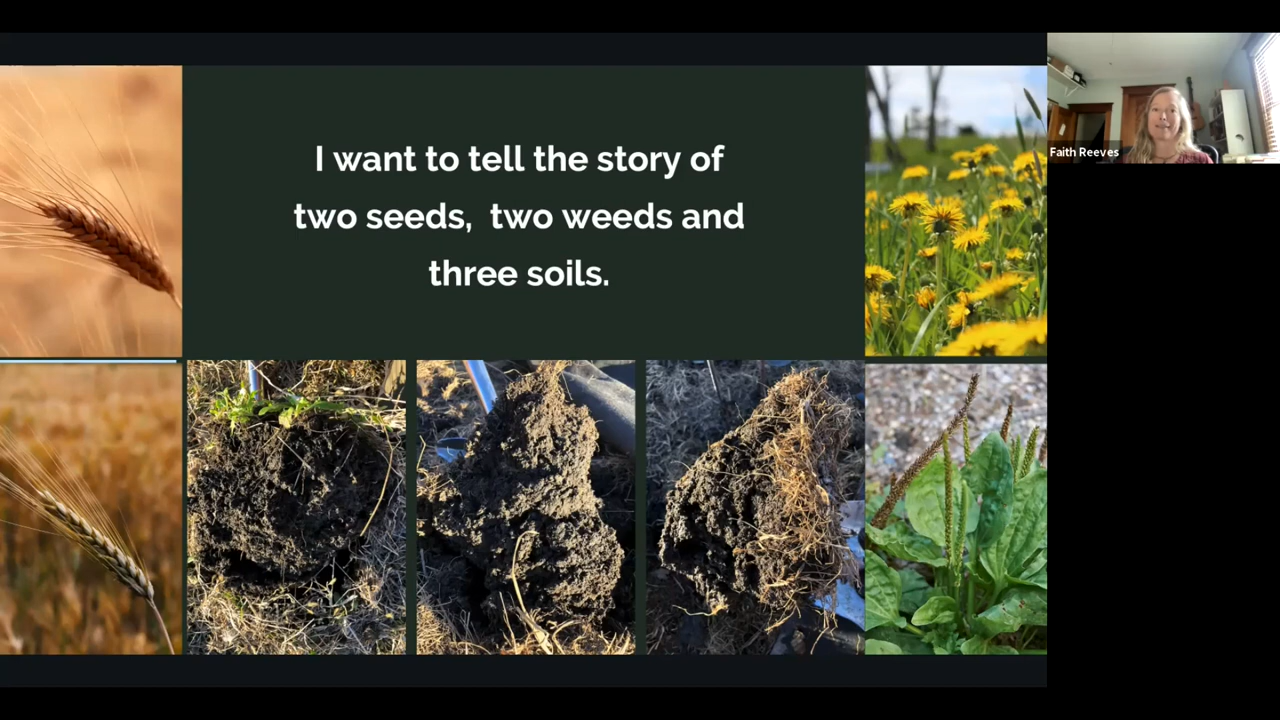 I want to tell the story of
two seeds,  two weeds and
three soils.
Faith Reeves